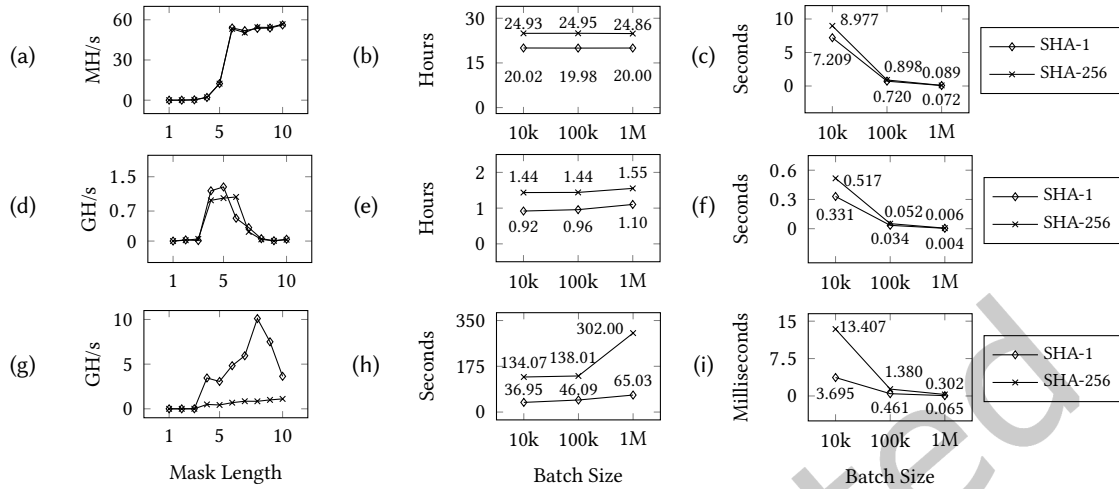 (a)
MH/s
60
30
0
1
5
10
(b)
Hours
30
15
0
24.93
24.95
24.86
20.02
19.98
20.00
10k
100k
1M
(c)
Seconds
10
5
0
8.977
0.898
0.089
7.209
0.720
0.072
10k
100k
1M
SHA-1
SHA-256
(d)
GH/s
1.5
0.7
0
1
5
10
(e)
Hours
2
1
0
1.44
1.44
1.55
0.92
0.96
1.10
10k
100k
1M
(f)
Seconds
0.6
0.3
0
0.517
0.052
0.006
0.331
0.034
0.004
10k
100k
1M
SHA-1
SHA-256
(g)
GH/s
10
5
0
1
5
10
Mask Length
(h)
Seconds
350
175
0
134.07
138.01
302.00
36.95
46.09
65.03
10k
100k
1M
Batch Size
(i)
Milliseconds
15
7.5
0
13.407
1.380
0.302
3.695
0.461
0.065
10k
100k
1M
Batch Size
SHA-1
SHA-256
ted